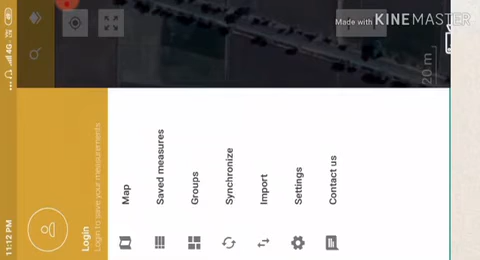 Made with KINEMASTER
11:12 PM
4G
20 m
Login
Login to save your measurements
Map
Saved measures
Groups
Synchronize
Import
Settings
Contact us